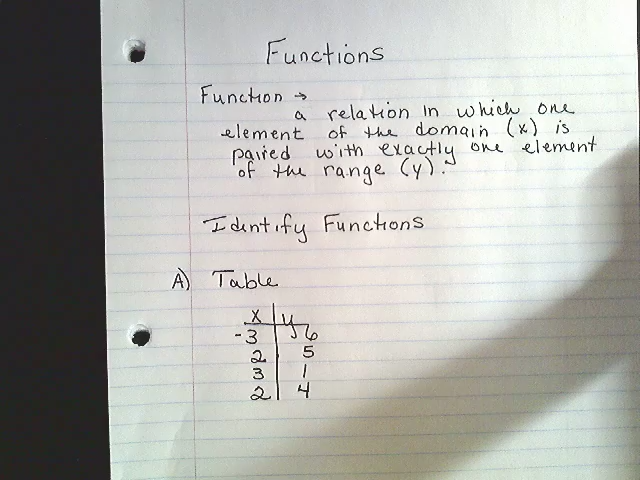 Functions
Function →
a relation in which one
element of the domain (x) is
paired with exactly one element
of the range (y).
Identify Functions
A) Table
x | y
-3 | 6
2 | 5
3 | 1
2 | 4